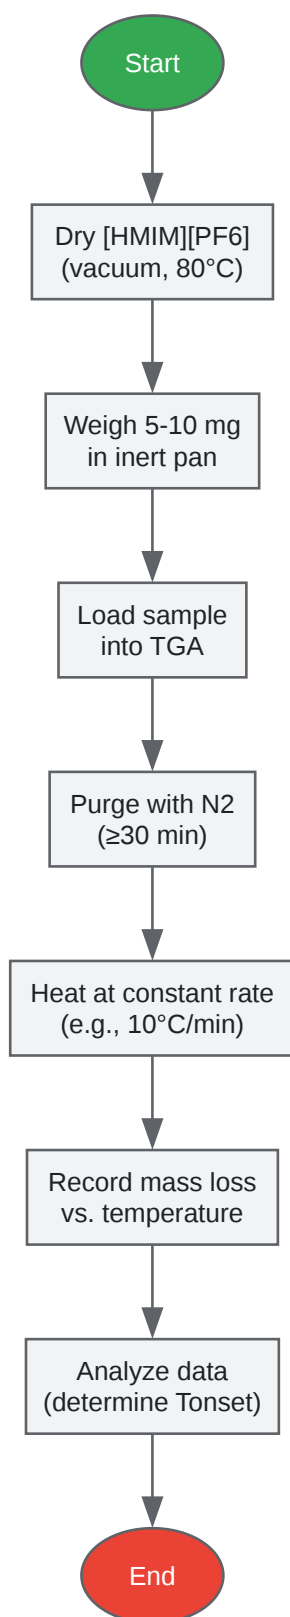 Start
Dry [HMIM][PF6]
(vacuum, 80°C)
Weigh 5-10 mg
in inert pan
Load sample
into TGA
Purge with N2
(≥30 min)
Heat at constant rate
(e.g., 10°C/min)
Record mass loss
vs. temperature
Analyze data
(determine Tonset)
End